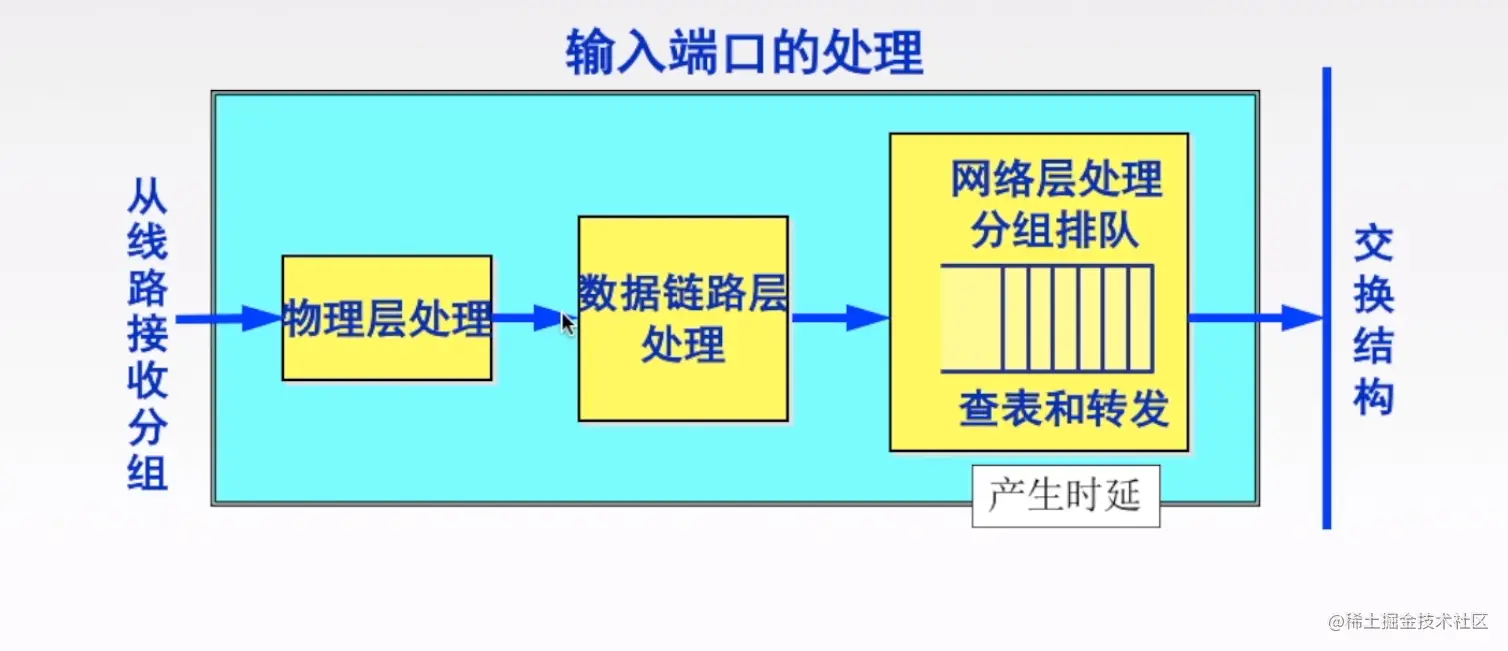 输入端口的处理
从线路接收分组
物理层处理
数据链路层
处理
网络层处理
分组排队
查表和转发
产生时延
交换结构
@稀土掘金技术社区